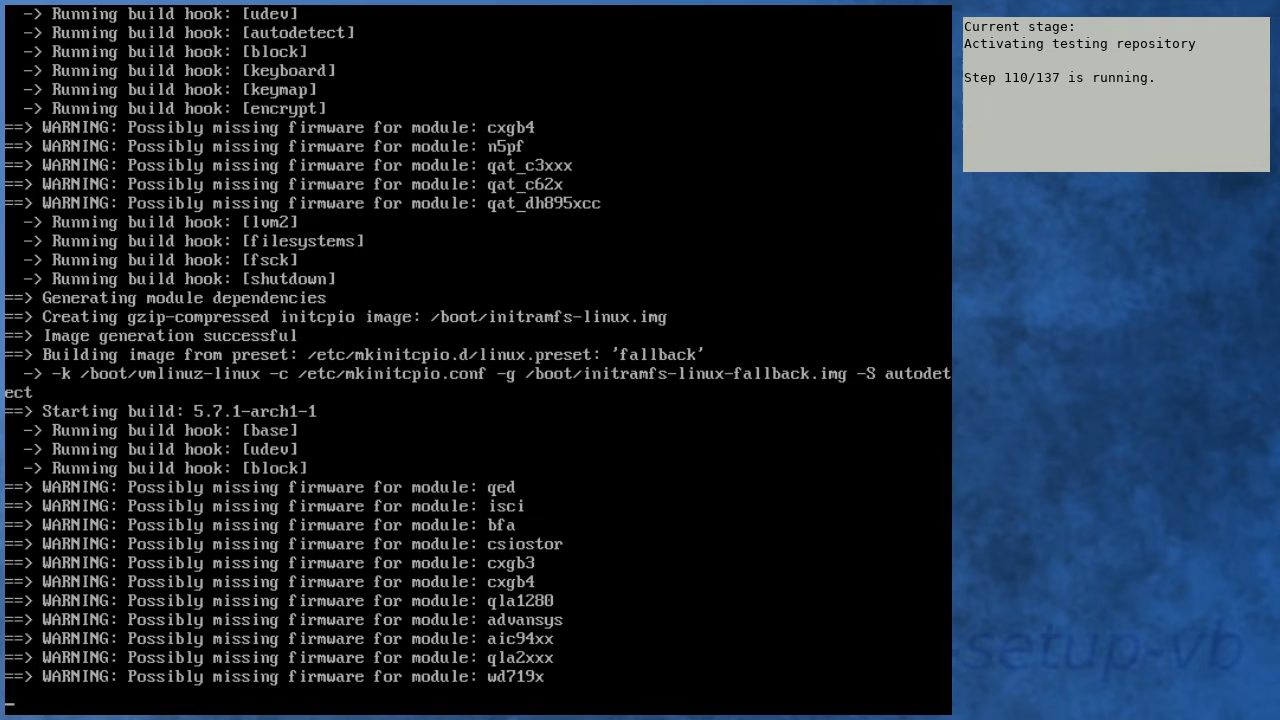 -> Running build hook: [udev]
-> Running build hook: [autodetect]
-> Running build hook: [block]
-> Running build hook: [keyboard]
-> Running build hook: [keymap]
-> Running build hook: [encrypt]
==> WARNING: Possibly missing firmware for module: cxgb4
==> WARNING: Possibly missing firmware for module: n5pf
==> WARNING: Possibly missing firmware for module: qat_c3xxx
==> WARNING: Possibly missing firmware for module: qat_c62x
==> WARNING: Possibly missing firmware for module: qat_dh895xcc
-> Running build hook: [lvm2]
-> Running build hook: [filesystems]
-> Running build hook: [fsck]
-> Running build hook: [shutdown]
==> Generating module dependencies
==> Creating gzip-compressed initcpio image: /boot/initramfs-linux.img
==> Image generation successful
==> Building image from preset: /etc/mkinitcpio.d/linux.preset: 'fallback'
-> -k /boot/vmlinuz-linux -c /etc/mkinitcpio.conf -g /boot/initramfs-linux-fallback.img -S autodet
ect
==> Starting build: 5.7.1-arch1-1
-> Running build hook: [base]
-> Running build hook: [udev]
-> Running build hook: [block]
==> WARNING: Possibly missing firmware for module: qed
==> WARNING: Possibly missing firmware for module: isci
==> WARNING: Possibly missing firmware for module: bfa
==> WARNING: Possibly missing firmware for module: csiostor
==> WARNING: Possibly missing firmware for module: cxgb3
==> WARNING: Possibly missing firmware for module: cxgb4
==> WARNING: Possibly missing firmware for module: qla1280
==> WARNING: Possibly missing firmware for module: advansys
==> WARNING: Possibly missing firmware for module: aic94xx
==> WARNING: Possibly missing firmware for module: qla2xxx
==> WARNING: Possibly missing firmware for module: wd719x
Current stage:
Activating testing repository
Step 110/137 is running.
setup-vb